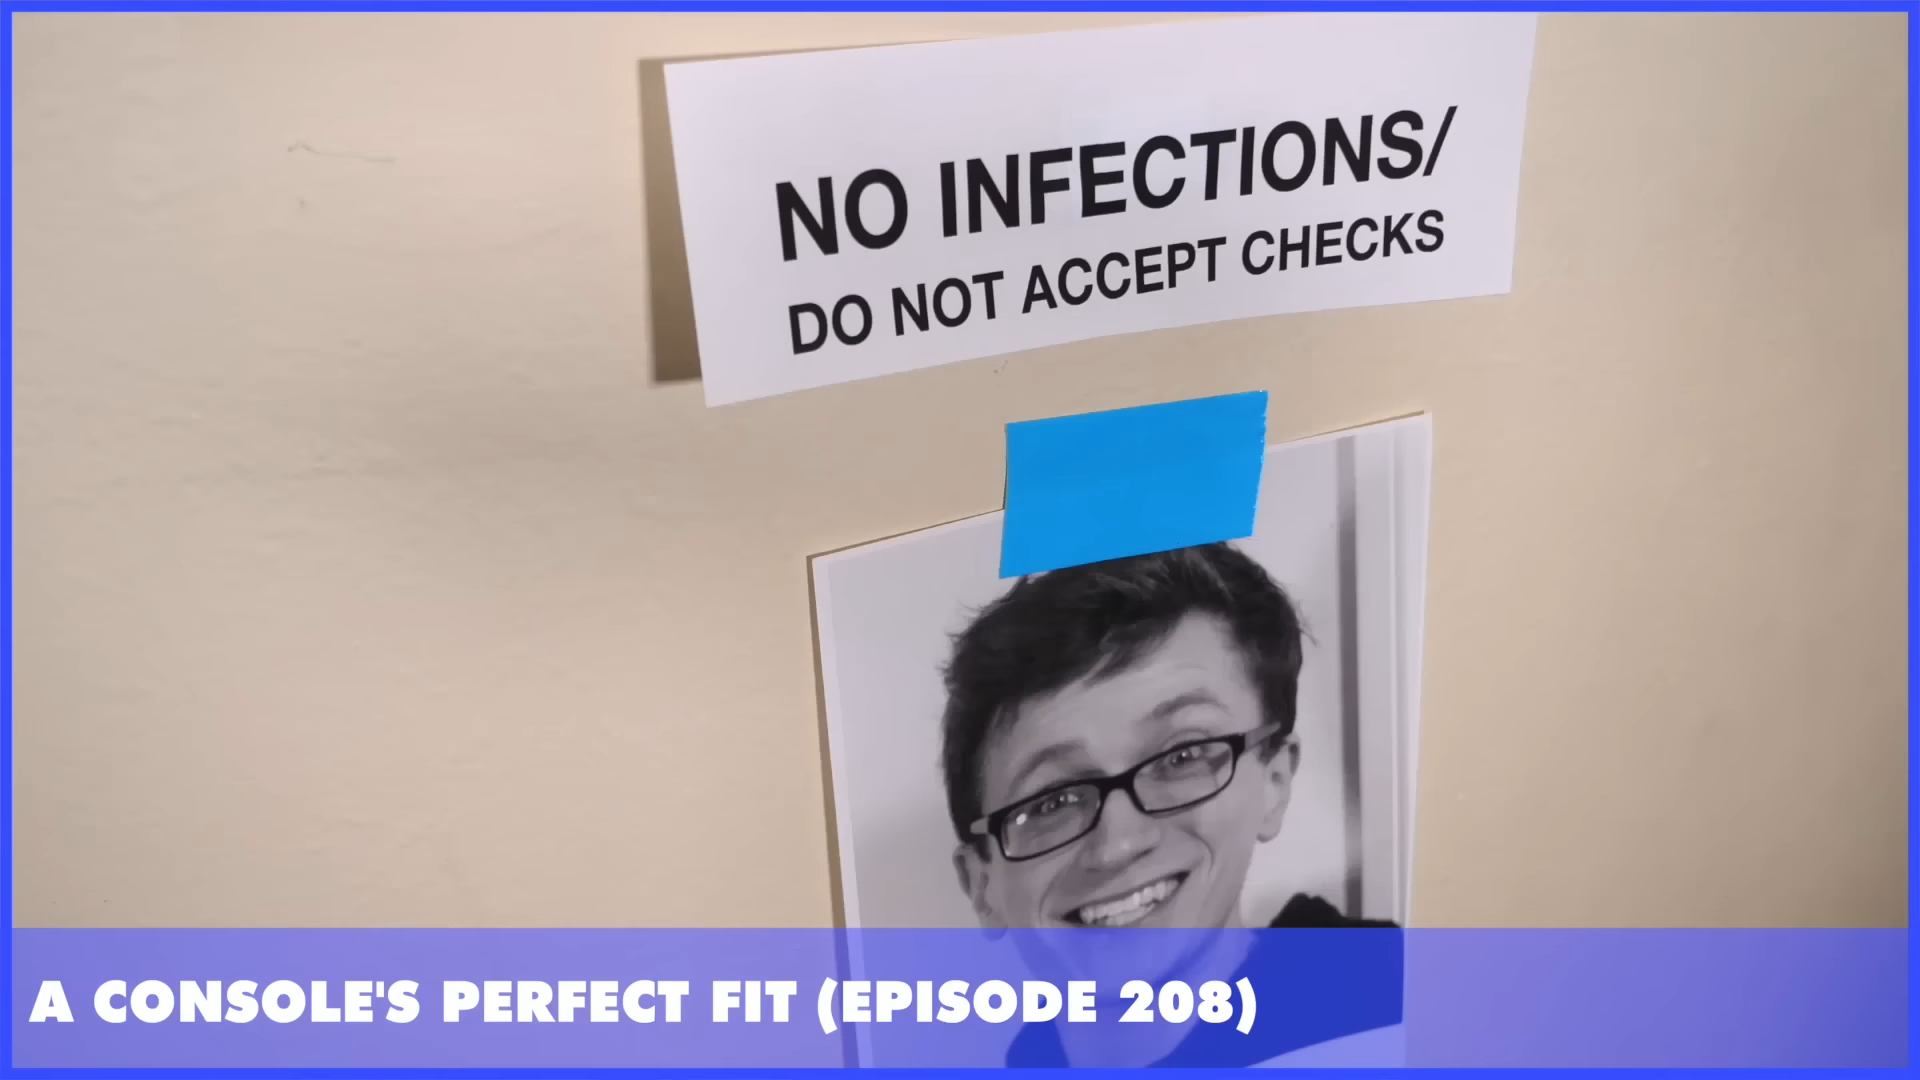 NO INFECTIONS/
DO NOT ACCEPT CHECKS
A CONSOLE'S PERFECT FIT (EPISODE 208)